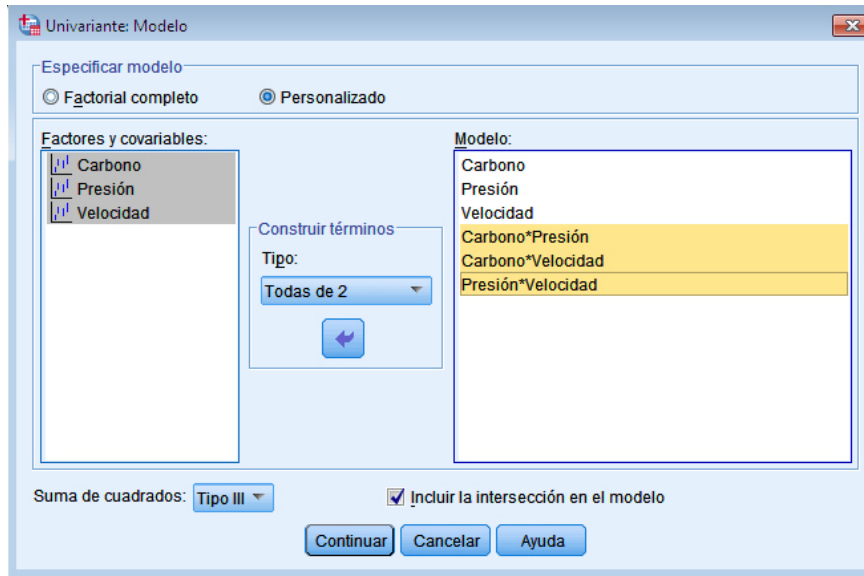 Univariante: Modelo
Especificar modelo
Factorial completo
Personalizado
Factores y covariables:
Carbono
Presión
Velocidad
Construir términos
Tipo:
Todas de 2
Modelo:
Carbono
Presión
Velocidad
Carbono*Presión
Carbono*Velocidad
Presión*Velocidad
Suma de cuadrados: Tipo III
Incluir la intersección en el modelo
Continuar
Cancelar
Ayuda